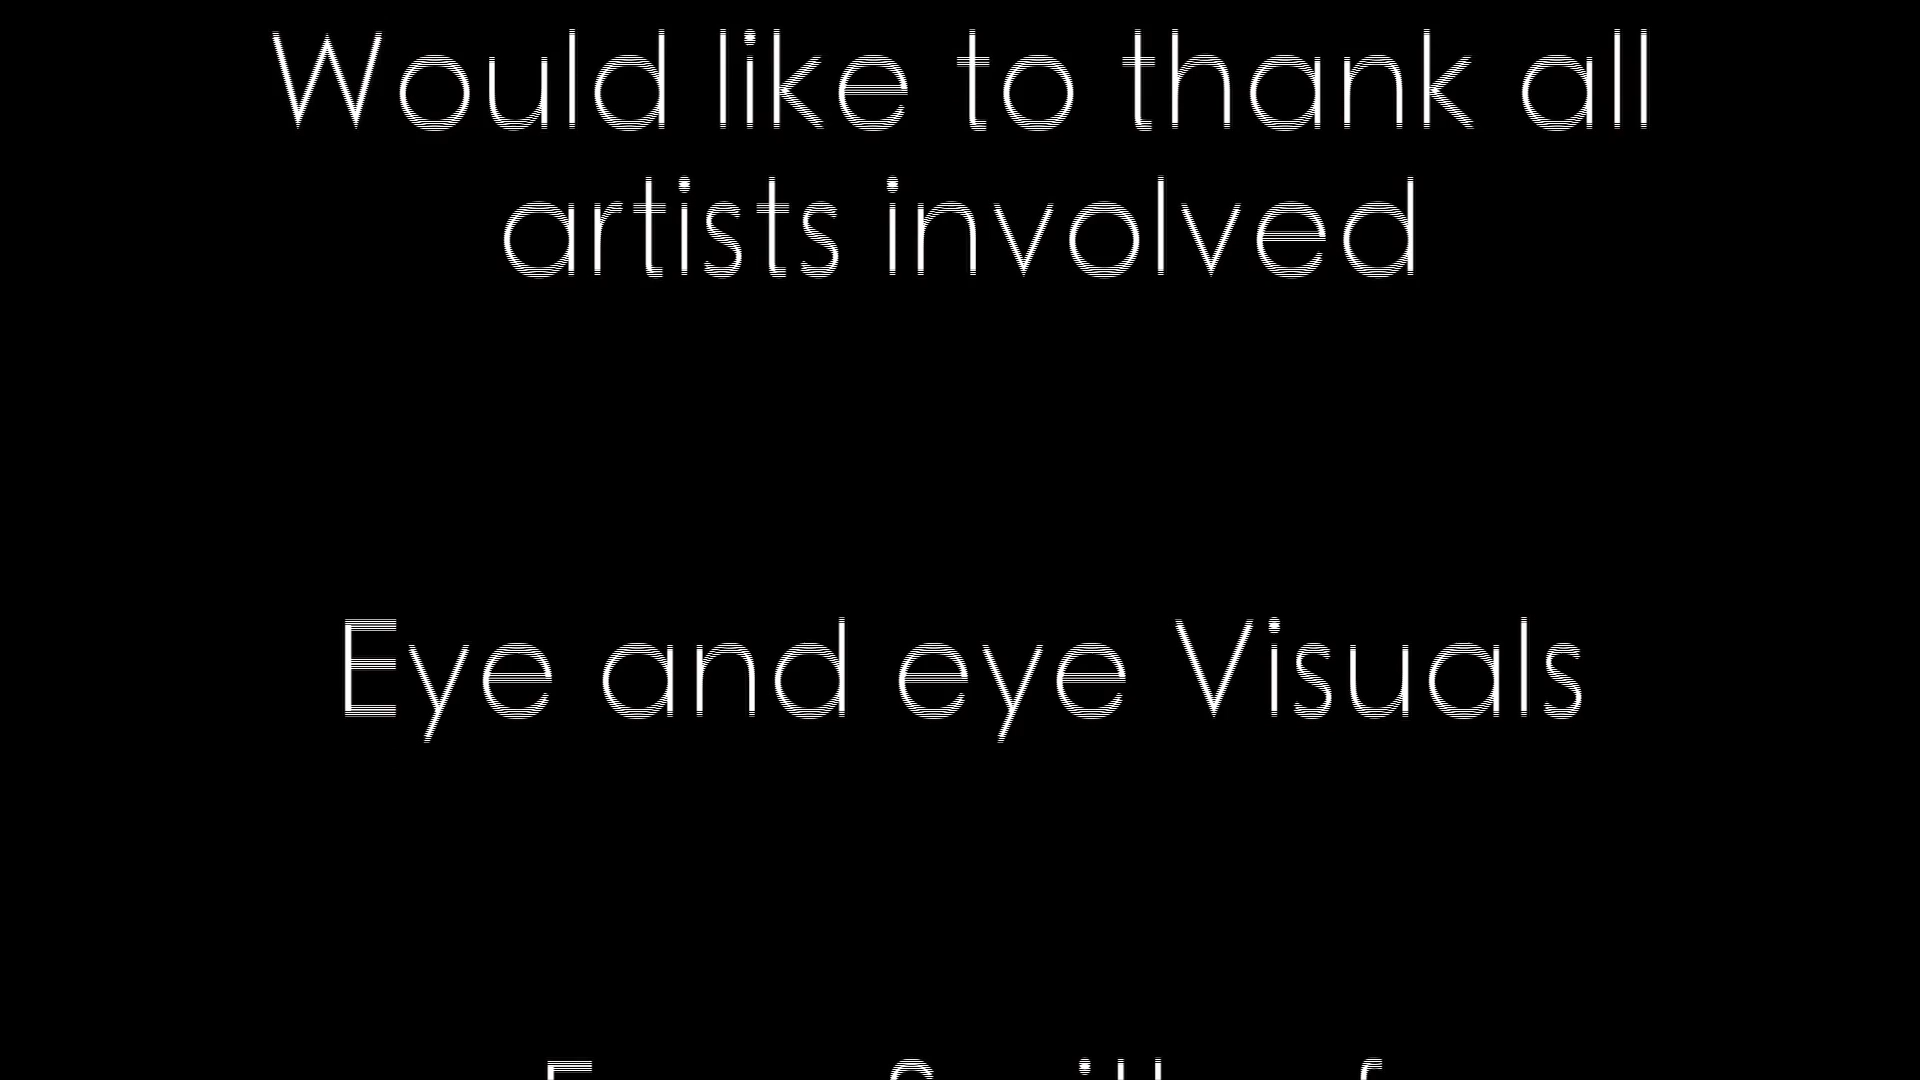 Would like to thank all
artists involved
Eye and eye Visuals